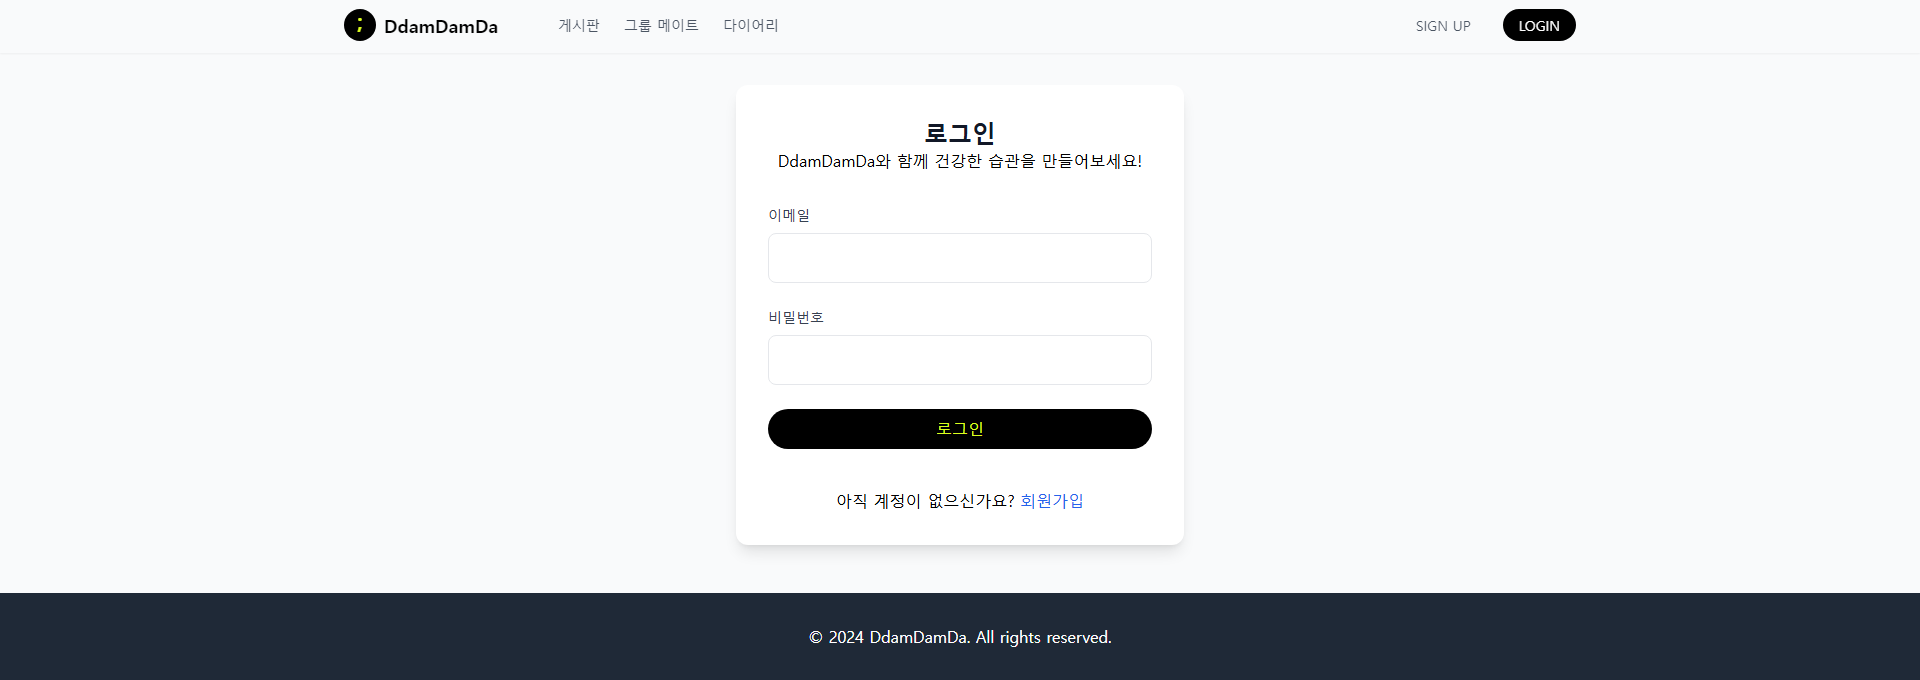 ; DdamDamDa 게시판 그룹 메이트 다이어리 SIGN UP LOGIN
로그인
DdamDamDa와 함께 건강한 습관을 만들어보세요!
이메일
비밀번호
로그인
아직 계정이 없으신가요? 회원가입
© 2024 DdamDamDa. All rights reserved.